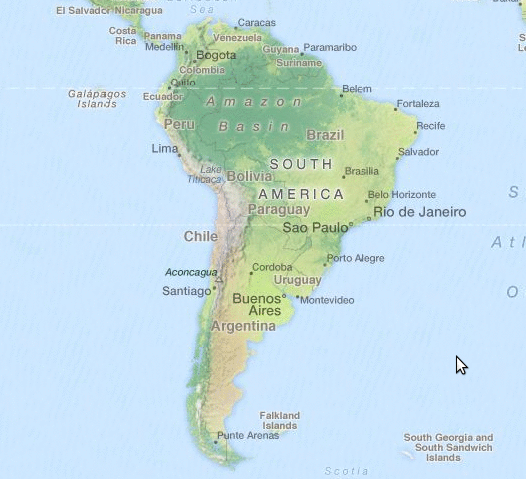 Caribbean
Sea
El Salvador Nicaragua
Caracas
Costa
Rica
Panama
Venezuela
Medellin
Guyana
Paramaribo
Bogota
Suriname
Colombia
Quito
Galápagos
Islands
Ecuador
Belem
Amazon
Basin
Fortaleza
Peru
Brazil
Recife
Lima
Salvador
SOUTH
AMERICA
Lake
Titicaca
Bolivia
Brasilia
Belo Horizonte
Paraguay
Rio de Janeiro
Sao Paulo
Chile
Porto Alegre
Aconcagua
Cordoba
Uruguay
Santiago
Buenos
Aires
Montevideo
Argentina
Falkland
Islands
Punte Arenas
South Georgia and
South Sandwich
Islands
Scotia